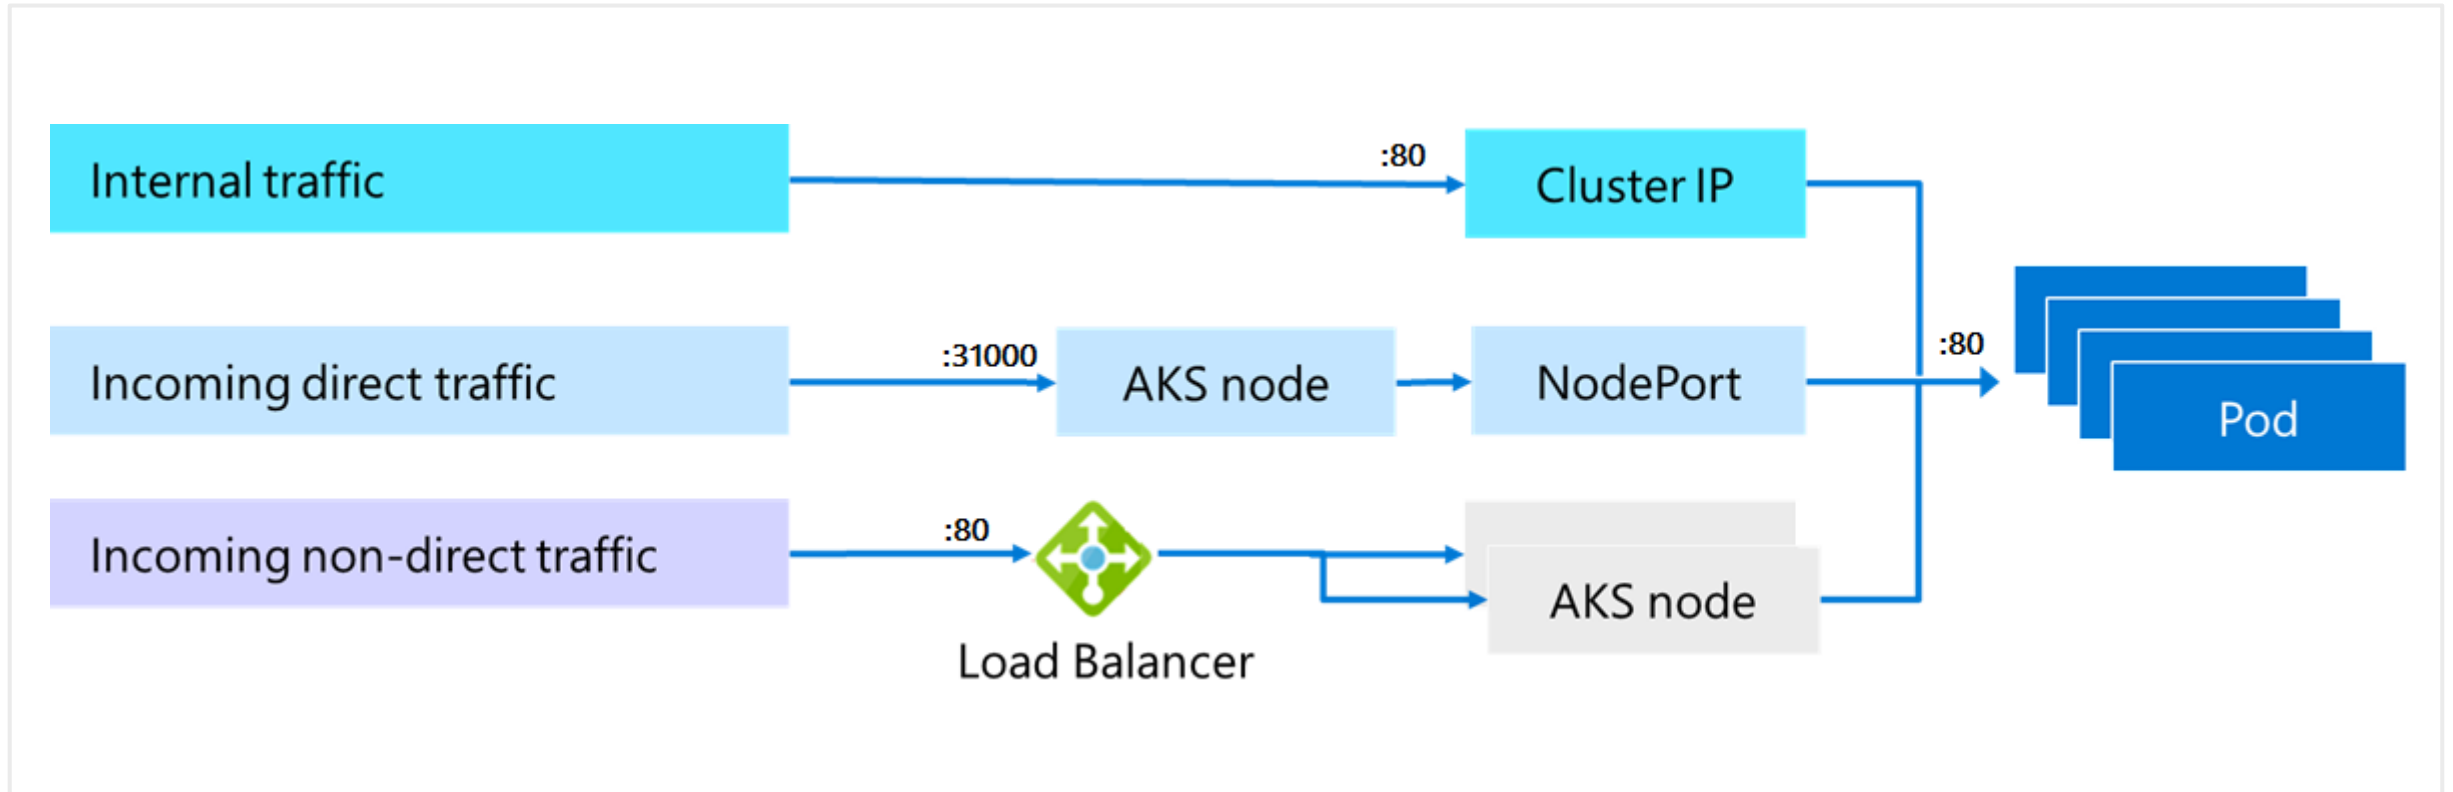 Internal traffic
:80
Cluster IP
Incoming direct traffic
:31000
AKS node
NodePort
:80
Pod
Incoming non-direct traffic
:80
Load Balancer
AKS node